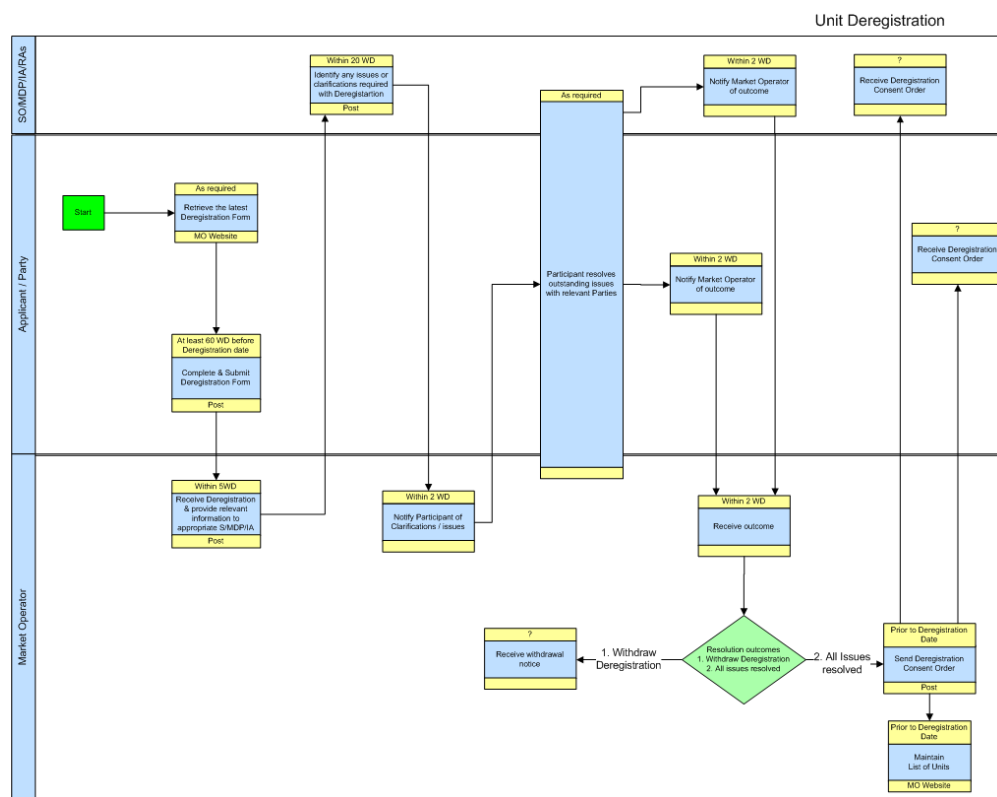 Unit Deregistration
SO/MDP/IA/RAs
Within 20 WD
Identify any issues or
clarifications required
with Deregistartion
Post
As required
Within 2 WD
Notify Market Operator
of outcome
?
Receive Deregistration
Consent Order
Applicant / Party
Start
As required
Retrieve the latest
Deregistration Form
MO Website
At least 60 WD before
Deregistration date
Complete & Submit
Deregistration Form
Post
Participant resolves
outstanding issues
with relevant Parties
Within 2 WD
Notify Market Operator
of outcome
?
Receive Deregistration
Consent Order
Market Operator
Within 5WD
Receive Deregistration
& provide relevant
information to
appropriate S/MDP/IA
Post
Within 2 WD
Notify Participant of
Clarifications / issues
Within 2 WD
Receive outcome
?
Receive withdrawal
notice
1. Withdraw
Deregistration
Resolution outcomes
1. Withdraw Deregistration
2. All issues resolved
2. All Issues
resolved
Prior to Deregistration
Date
Send Deregistration
Consent Order
Post
Prior to Deregistration
Date
Maintain
List of Units
MO Website